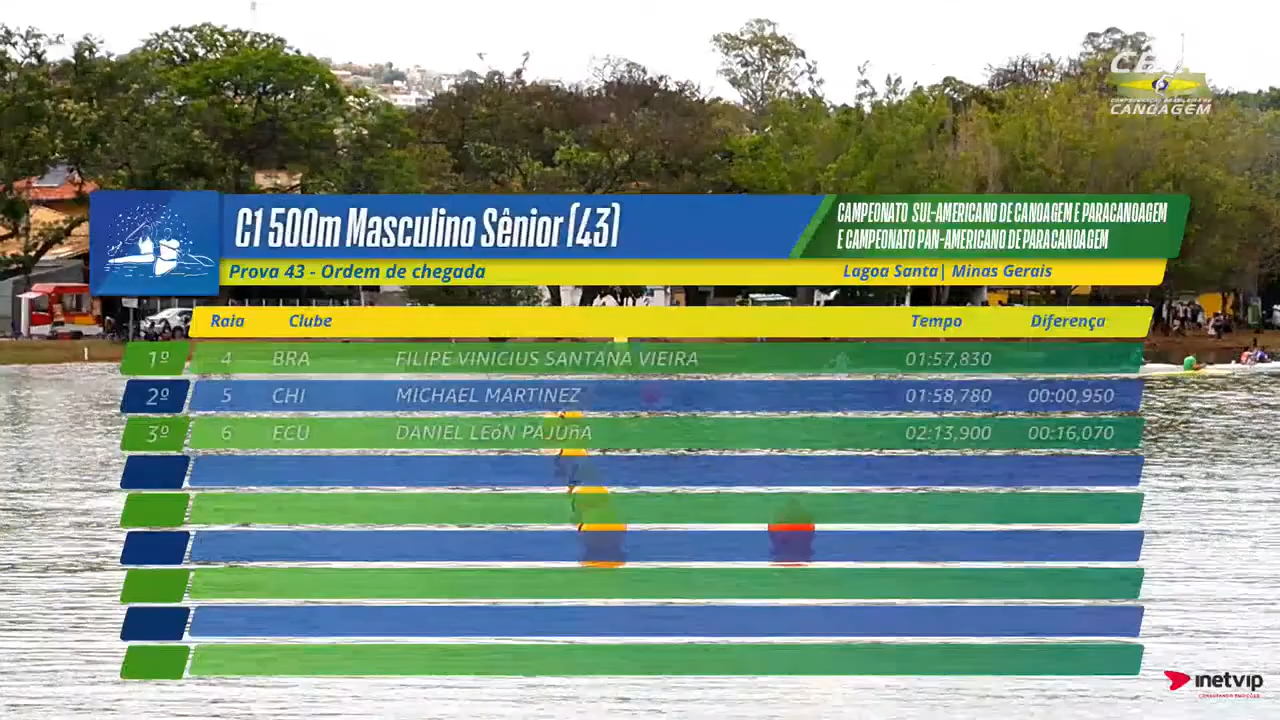 CANOAGEM
C1 500m Masculino Sênior (43)
CAMPEONATO SUL-AMERICANO DE CANOAGEM E PARACANOAGEM
E CAMPEONATO PAN-AMERICANO DE PARACANOAGEM
Prova 43 - Ordem de chegada
Lagoa Santa| Minas Gerais
Raia Clube Tempo Diferença
1º 4 BRA FILIPE VINICIUS SANTANA VIEIRA 01:57,830
2º 5 CHI MICHAEL MARTINEZ 01:58,780 00:00,950
3º 6 ECU DANIEL LEóN PAJUñA 02:13,900 00:16,070
inetvip